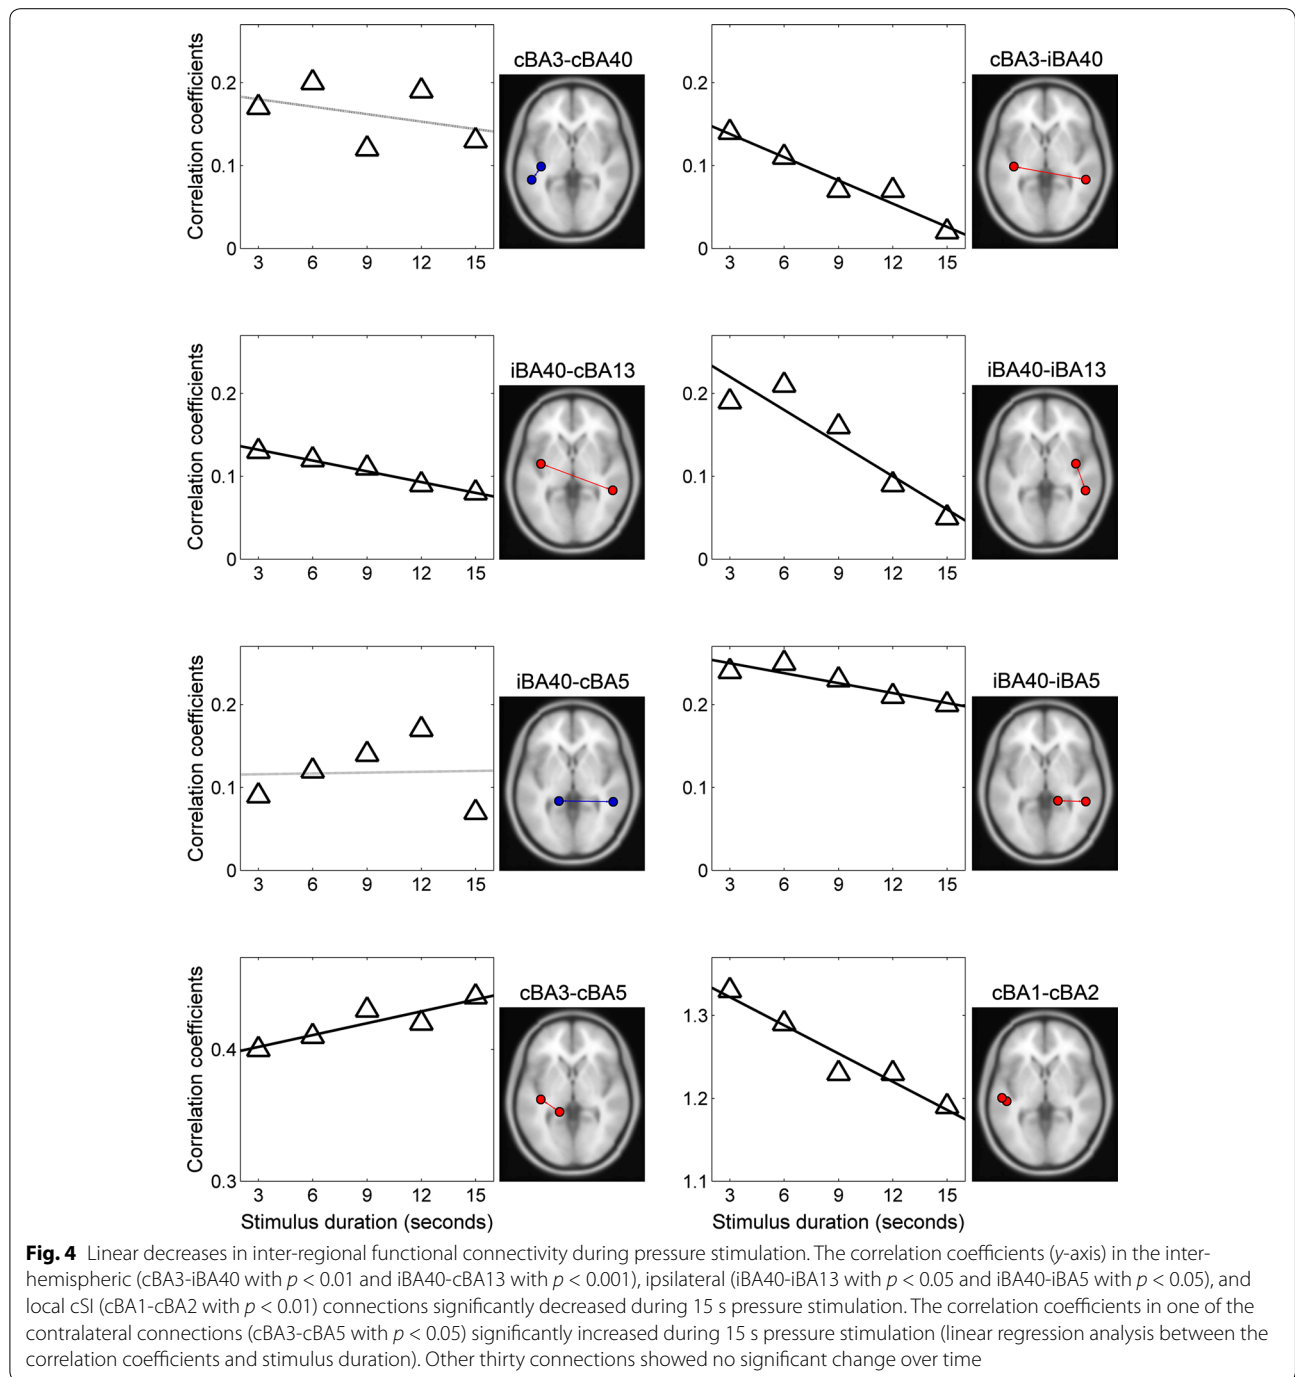 cBA3-cBA40
cBA3-iBA40
Correlation coefficients
0.2
0.1
0
3 6 9 12 15
0.2
0.1
0
3 6 9 12 15
iBA40-cBA13
iBA40-iBA13
Correlation coefficients
0.2
0.1
0
3 6 9 12 15
0.2
0.1
0
3 6 9 12 15
iBA40-cBA5
iBA40-iBA5
Correlation coefficients
0.2
0.1
0
3 6 9 12 15
0.2
0.1
0
3 6 9 12 15
cBA3-cBA5
cBA1-cBA2
Correlation coefficients
0.4
0.3
3 6 9 12 15
Stimulus duration (seconds)
1.3
1.2
1.1
3 6 9 12 15
Stimulus duration (seconds)
Fig. 4 Linear decreases in inter-regional functional connectivity during pressure stimulation. The correlation coefficients (y-axis) in the inter-
hemispheric (cBA3-iBA40 with p < 0.01 and iBA40-cBA13 with p < 0.001), ipsilateral (iBA40-iBA13 with p < 0.05 and iBA40-iBA5 with p < 0.05), and
local cSI (cBA1-cBA2 with p < 0.01) connections significantly decreased during 15 s pressure stimulation. The correlation coefficients in one of the
contralateral connections (cBA3-cBA5 with p < 0.05) significantly increased during 15 s pressure stimulation (linear regression analysis between the
correlation coefficients and stimulus duration). Other thirty connections showed no significant change over time